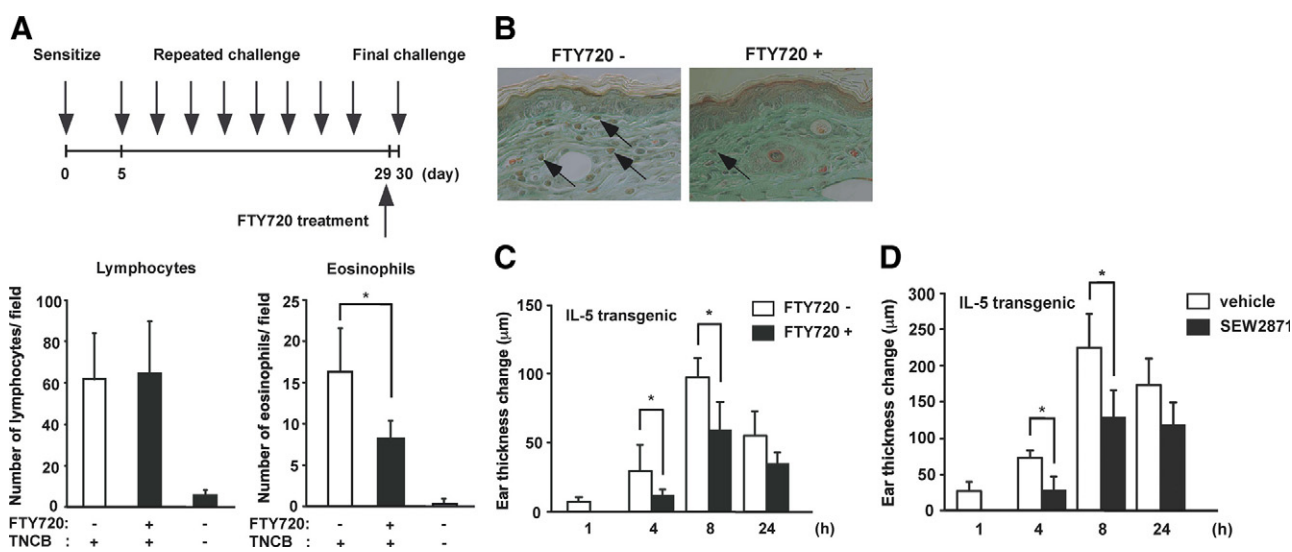 A
Sensitize Repeated challenge Final challenge
0 5 29 30 (day)
FTY720 treatment
Lymphocytes
Number of lymphocytes/ field
100
80
60
40
20
0
FTY720: - + -
TNCB : + + -
Eosinophils
Number of eosinophils/ field
25
20
15
10
5
0
*
FTY720: - + -
TNCB : + + -
B
FTY720 - FTY720 +
C
IL-5 transgenic
FTY720 -
FTY720 +
Ear thickness change (μm)
150
100
50
0
* *
1 4 8 24 (h)
D
IL-5 transgenic
vehicle
SEW2871
Ear thickness change (μm)
300
250
200
150
100
50
0
* *
1 4 8 24 (h)